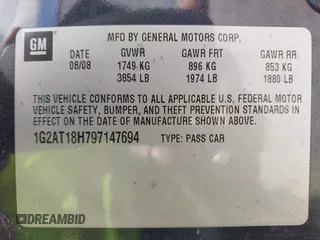 GM
MFD BY GENERAL MOTORS CORP.
DATE GVWR GAWR FRT GAWR RR
08/08 1749 KG 896 KG 853 KG
3854 LB 1974 LB 1880 LB
THIS VEHICLE CONFORMS TO ALL APPLICABLE U.S. FEDERAL MOTOR
VEHICLE SAFETY, BUMPER, AND THEFT PREVENTION STANDARDS IN
EFFECT ON THE DATE OF MANUFACTURE SHOWN ABOVE.
1G2AT18H797147694 TYPE: PASS CAR
DREAMBID